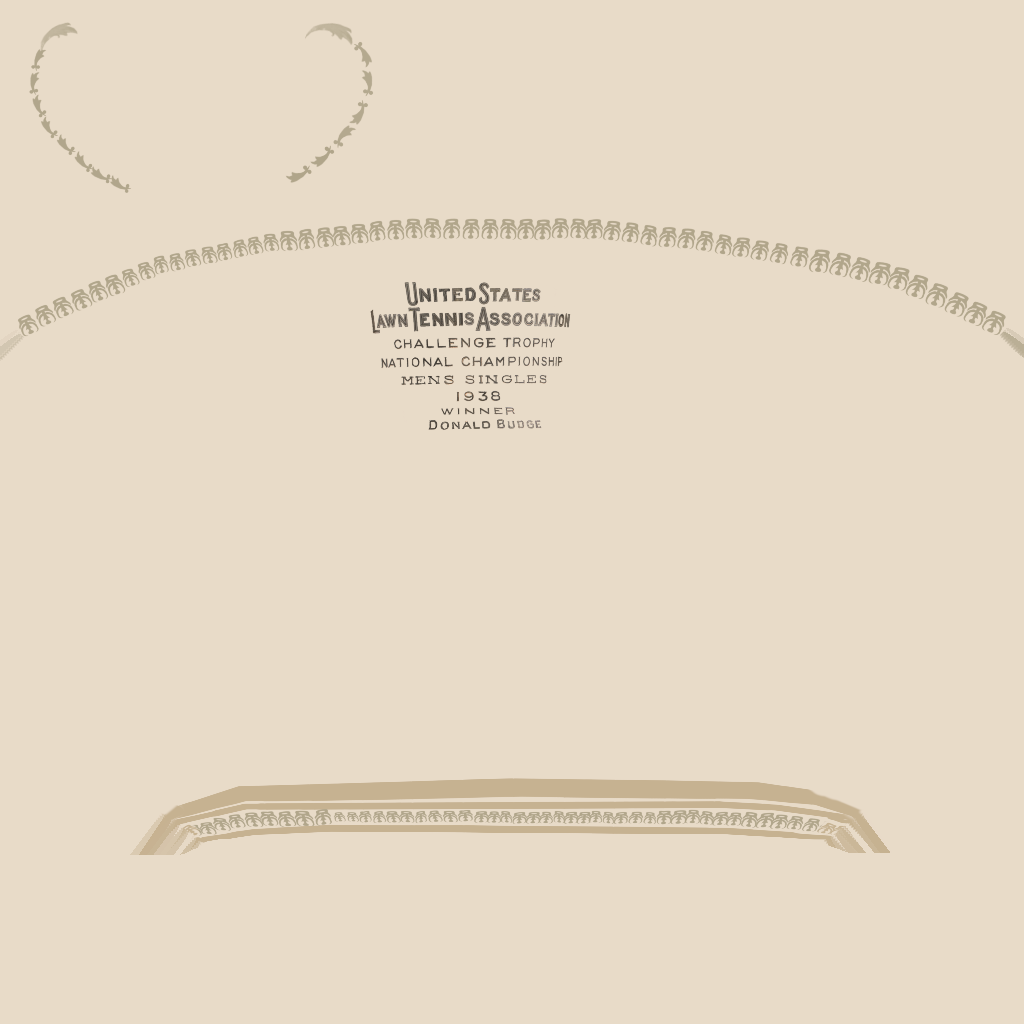 UNITED STATES
LAWN TENNIS ASSOCIATION
CHALLENGE TROPHY
NATIONAL CHAMPIONSHIP
MENS SINGLES
1938
WINNER
DONALD BUDGE